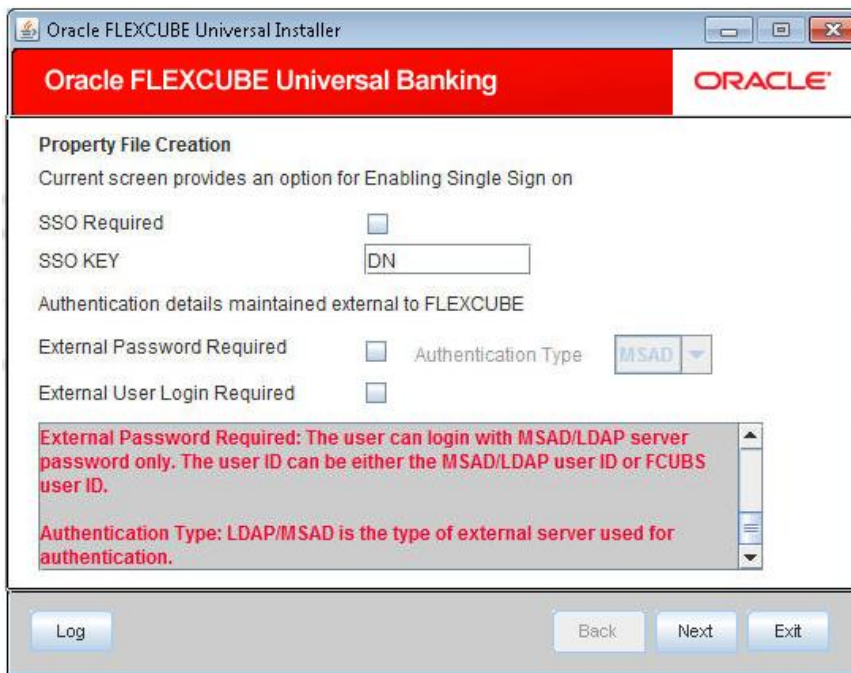 Oracle FLEXCUBE Universal Installer
Oracle FLEXCUBE Universal Banking
ORACLE
Property File Creation
Current screen provides an option for Enabling Single Sign on
SSO Required
SSO KEY DN
Authentication details maintained external to FLEXCUBE
External Password Required Authentication Type MSAD
External User Login Required
External Password Required: The user can login with MSAD/LDAP server
password only. The user ID can be either the MSAD/LDAP user ID or FCUBS
user ID.
Authentication Type: LDAP/MSAD is the type of external server used for
authentication.
Log Back Next Exit